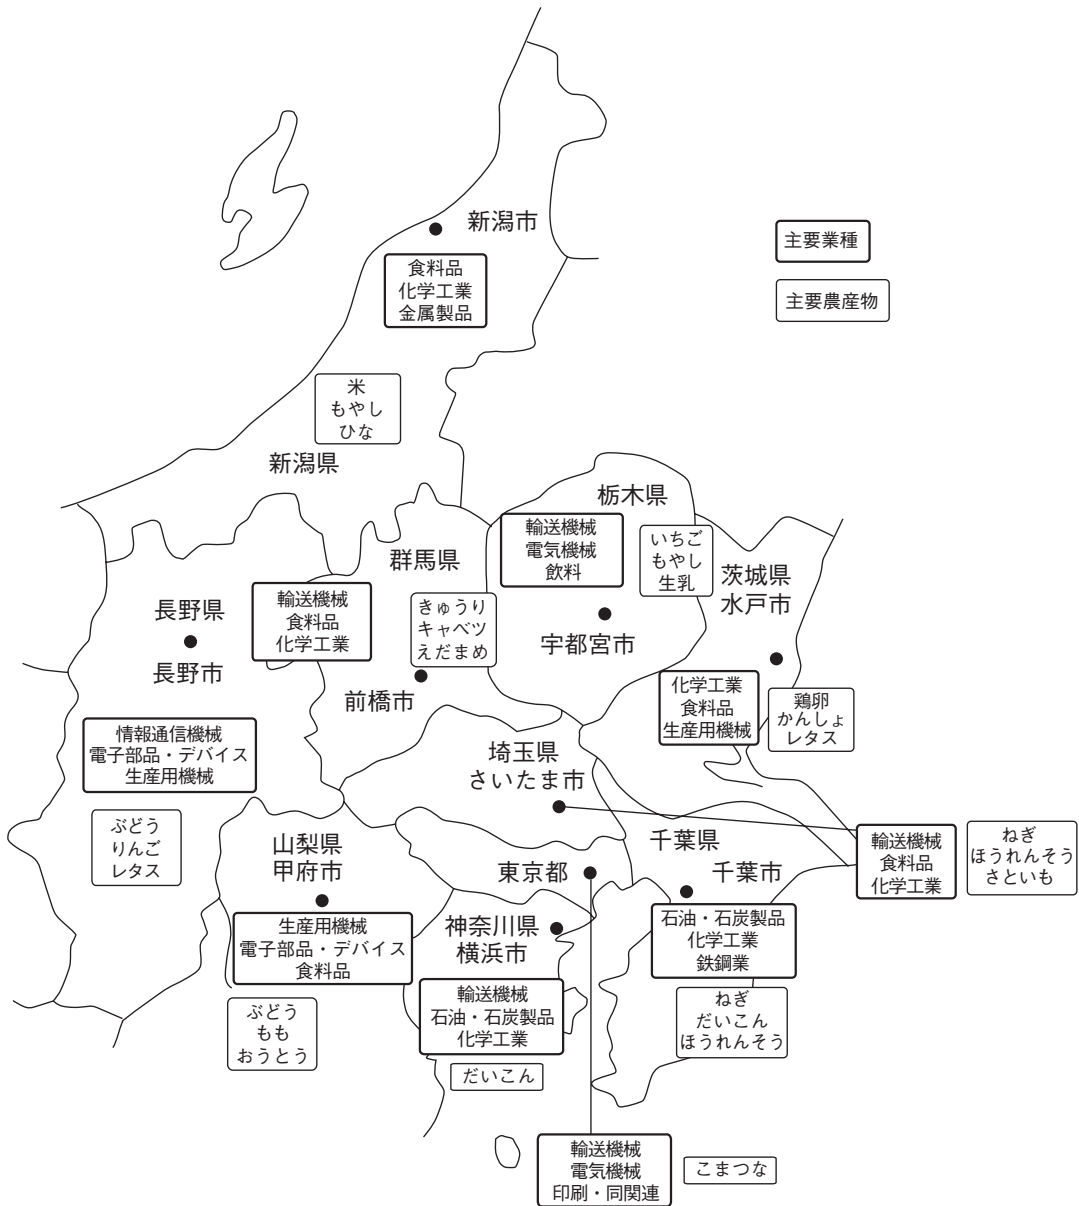 新潟市
主要業種
食料品
化学工業
金属製品
主要農産物
米
もやし
ひな
新潟県
栃木県
輸送機械
電気機械
飲料
いちご
もやし
生乳
群馬県
茨城県
水戸市
長野県
長野市
輸送機械
食料品
化学工業
きゅうり
キャベツ
えだまめ
宇都宮市
前橋市
化学工業
食料品
生産用機械
鶏卵
かんしょ
レタス
情報通信機械
電子部品・デバイス
生産用機械
埼玉県
さいたま市
ぶどう
りんご
レタス
山梨県
甲府市
千葉県
千葉市
輸送機械
食料品
化学工業
ねぎ
ほうれんそう
さといも
東京都
生産用機械
電子部品・デバイス
食料品
神奈川県
横浜市
石油・石炭製品
化学工業
鉄鋼業
輸送機械
石油・石炭製品
化学工業
ねぎ
だいこん
ほうれんそう
ぶどう
もも
おうとう
だいこん
輸送機械
電気機械
印刷・同関連
こまつな